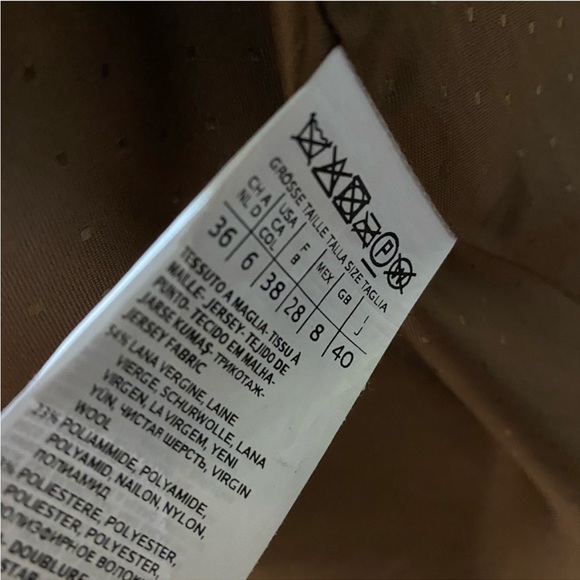 P W
GRÖSSE TAILLE TALLA SIZE TAGLIA
CH A USA F MEX GB I
NL D CA B J
COL
36 6 38 28 8 40
TESSUTO A MAGLIA- TISSU À
MAILLE- JERSEY- TEJIDO DE
PUNTO- TECIDO EM MALHA-
JARSE KUMAŞ- ТРИКОТАЖ-
JERSEY FABRIC
54% LANA VERGINE, LAINE
VIERGE, SCHURWOLLE, LANA
VIRGEN, LA VIRGEM, YENI
YÜN, ЧИСТАЯ ШЕРСТЬ, VIRGIN
WOOL
23% POLIAMMIDE, POLYAMIDE,
POLYAMID, NAILON, NYLON,
ПОЛИАМИД
POLIESTERE, POLYESTER,
POLYESTER, POLYESTER,
ПОЛИЭФИРНОЕ ВОЛОКНО
DOUBLURE